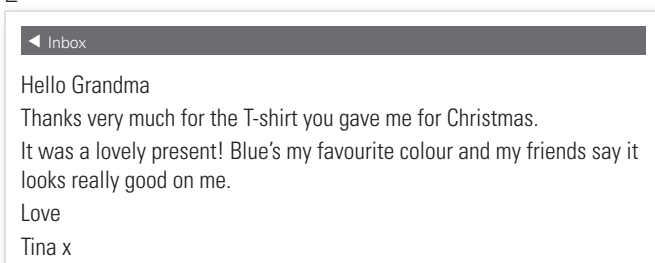 Inbox
Hello Grandma
Thanks very much for the T-shirt you gave me for Christmas.
It was a lovely present! Blue’s my favourite colour and my friends say it
looks really good on me.
Love
Tina x